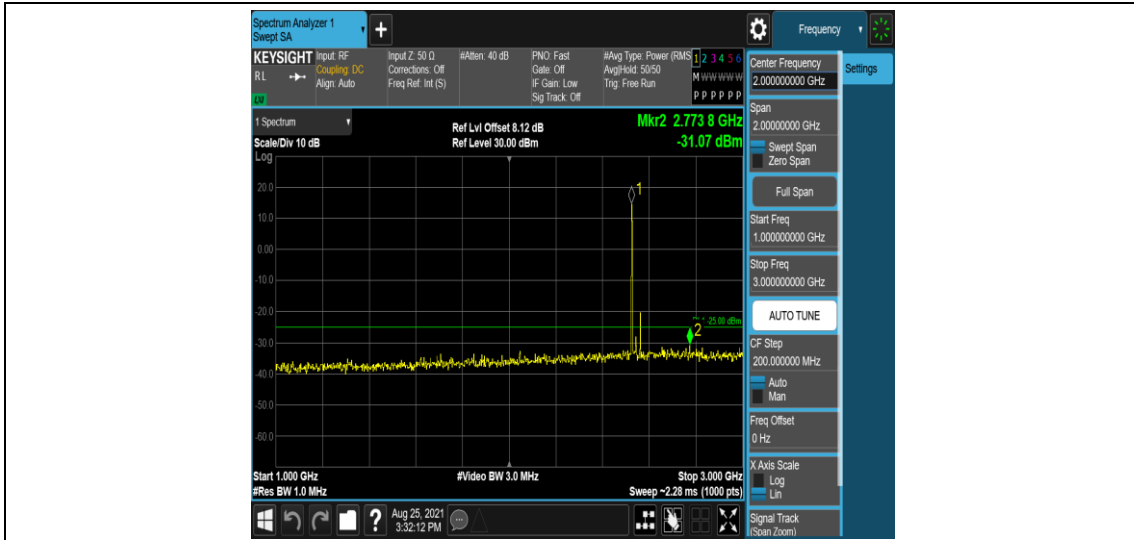 Spectrum Analyzer 1
Swept SA
+
Frequency
KEYSIGHT Input: RF Input Z: 50 Ω #Atten: 40 dB PNO: Fast #Avg Type: Power (RMS 1 2 3 4 5 6
RL Coupling: DC Corrections: Off Gate: Off Avg|Hold: 50/50 M W W W W W
Align: Auto Freq Ref: Int (S) IF Gain: Low Trig: Free Run
Sig Track: Off P P P P P P
1 Spectrum
Ref Lvl Offset 8.12 dB
Mkr2 2.773 8 GHz
Scale/Div 10 dB
Ref Level 30.00 dBm
-31.07 dBm
Log
20.0
10.0
0.00
-10.0
-20.0
-30.0
-40.0
-50.0
-60.0
1
-25.00 dBm
2
Start 1.000 GHz
#Video BW 3.0 MHz
Stop 3.000 GHz
#Res BW 1.0 MHz
Sweep ~2.28 ms (1000 pts)
?
Aug 25, 2021
3:32:12 PM
Center Frequency
2.000000000 GHz
Settings
Span
2.00000000 GHz
Swept Span
Zero Span
Full Span
Start Freq
1.000000000 GHz
Stop Freq
3.000000000 GHz
AUTO TUNE
CF Step
200.000000 MHz
Auto
Man
Freq Offset
0 Hz
X Axis Scale
Log
Lin
Signal Track
(Span Zoom)